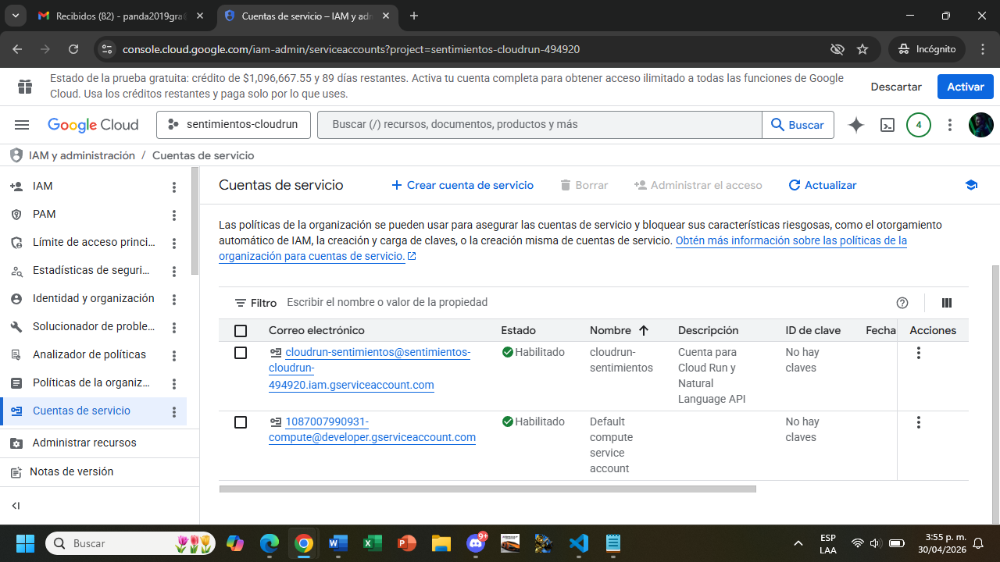 Recibidos (82) - panda2019gra
Cuentas de servicio – IAM y adm
console.cloud.google.com/iam-admin/serviceaccounts?project=sentimientos-cloudrun-494920
Incógnito
Estado de la prueba gratuita: crédito de $1,096,667.55 y 89 días restantes. Activa tu cuenta completa para obtener acceso ilimitado a todas las funciones de Google
Cloud. Usa los créditos restantes y paga solo por lo que uses.
Descartar
Activar
Google Cloud
sentimientos-cloudrun
Buscar (/) recursos, documentos, productos y más
Buscar
4
IAM y administración / Cuentas de servicio
IAM
PAM
Límite de acceso princi...
Estadísticas de seguri...
Identidad y organización
Solucionador de proble...
Analizador de políticas
Políticas de la organiz...
Cuentas de servicio
Administrar recursos
Notas de versión
Cuentas de servicio
Crear cuenta de servicio
Borrar
Administrar el acceso
Actualizar
Las políticas de la organización se pueden usar para asegurar las cuentas de servicio y bloquear sus características riesgosas, como el otorgamiento
automático de IAM, la creación y carga de claves, o la creación misma de cuentas de servicio. Obtén más información sobre las políticas de la
organización para cuentas de servicio.
Filtro Escribir el nombre o valor de la propiedad
Correo electrónico Estado Nombre Descripción ID de clave Fecha Acciones
cloudrun-sentimientos@sentimientos-
cloudrun-
494920.iam.gserviceaccount.com
Habilitado
cloudrun-
sentimientos
Cuenta para
Cloud Run y
Natural
Language API
No hay
claves
1087007990931-
compute@developer.gserviceaccount.com
Habilitado
Default
compute
service
account
No hay
claves
Buscar
9+
ESP
LAA
3:55 p. m.
30/04/2026